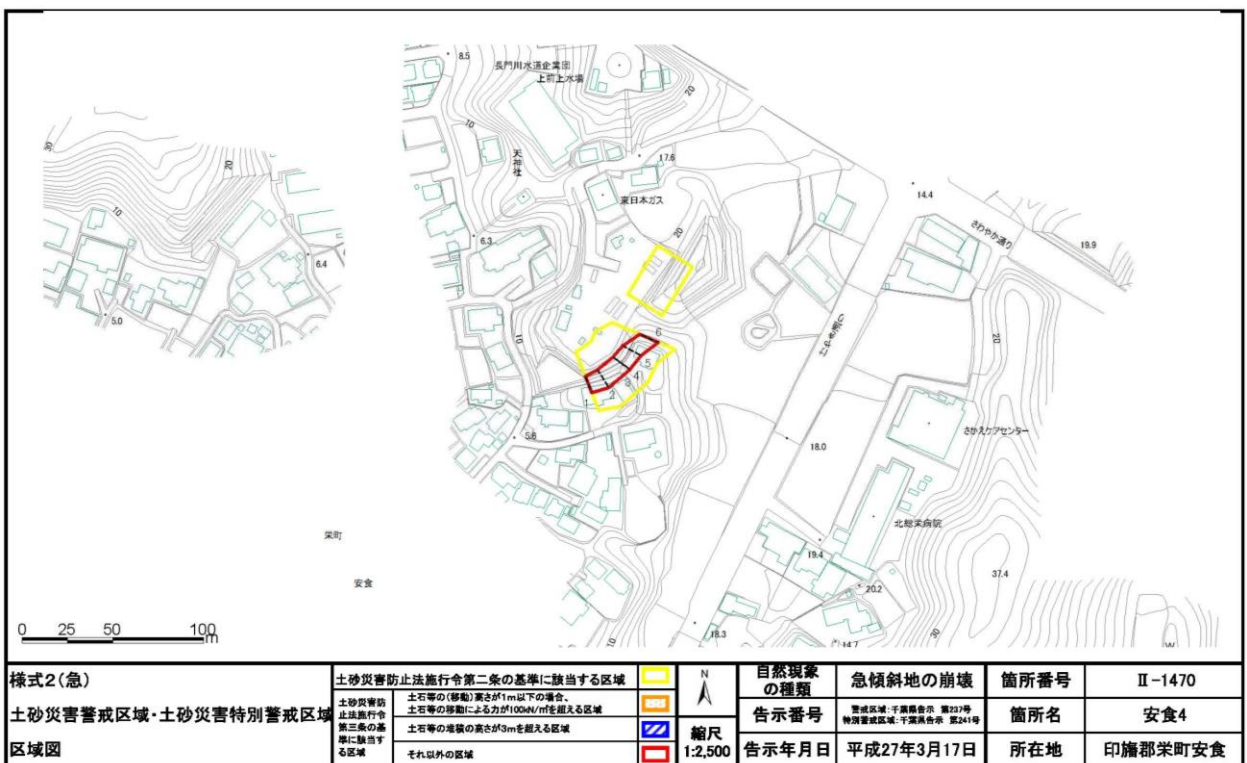 8.5
長門川水道企業団
上前上水場
20
30
20
10
天神社
17.6
東日本ガス
14.4
10
さわやか通り
19.9
6.3
6.4
20
5.0
10
20
6
5
4
3
2
1
5.6
18.0
さかえケアセンター
北総栄病院
栄町
安食
19.4
37.4
20.2
0 25 50 100m
10
18.3
14.7
30
W
様式2(急)
土砂災害警戒区域・土砂災害特別警戒区域
区域図
土砂災害防止法施行令第二条の基準に該当する区域
土砂災害防
止法施行令
第三条の基
準に該当す
る区域
土石等の(移動)高さが1m以下の場合、
土石等の移動による力が100kN/㎡を超える区域
土石等の堆積の高さが3mを超える区域
それ以外の区域
N
縮尺
1:2,500
自然現象
の種類
急傾斜地の崩壊
箇所番号
Ⅱ-1470
告示番号
警戒区域:千葉県告示 第237号
特別警戒区域:千葉県告示 第241号
箇所名
安食4
告示年月日
平成27年3月17日
所在地
印旛郡栄町安食